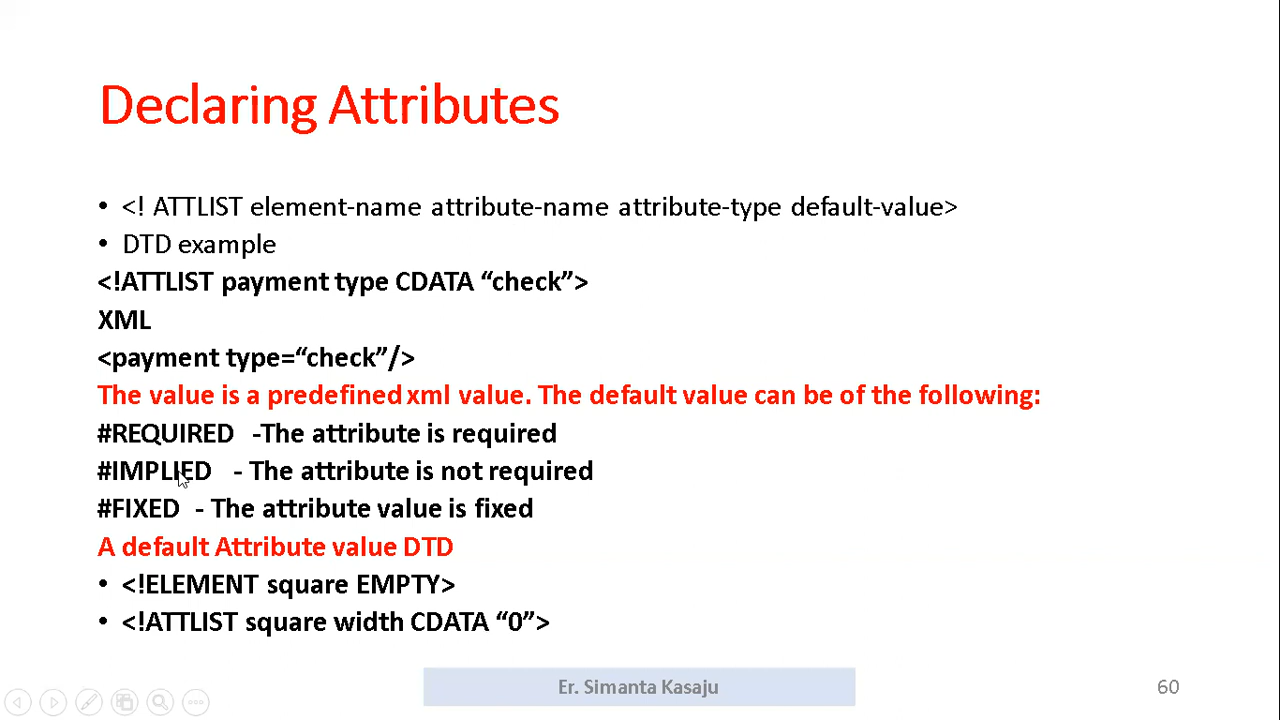 Declaring Attributes
• <! ATTLIST element-name attribute-name attribute-type default-value>
• DTD example
<!ATTLIST payment type CDATA “check”>
XML
<payment type=“check”/>
The value is a predefined xml value. The default value can be of the following:
#REQUIRED -The attribute is required
#IMPLIED - The attribute is not required
#FIXED - The attribute value is fixed
A default Attribute value DTD
• <!ELEMENT square EMPTY>
• <!ATTLIST square width CDATA “0”>
Er. Simanta Kasaju
60